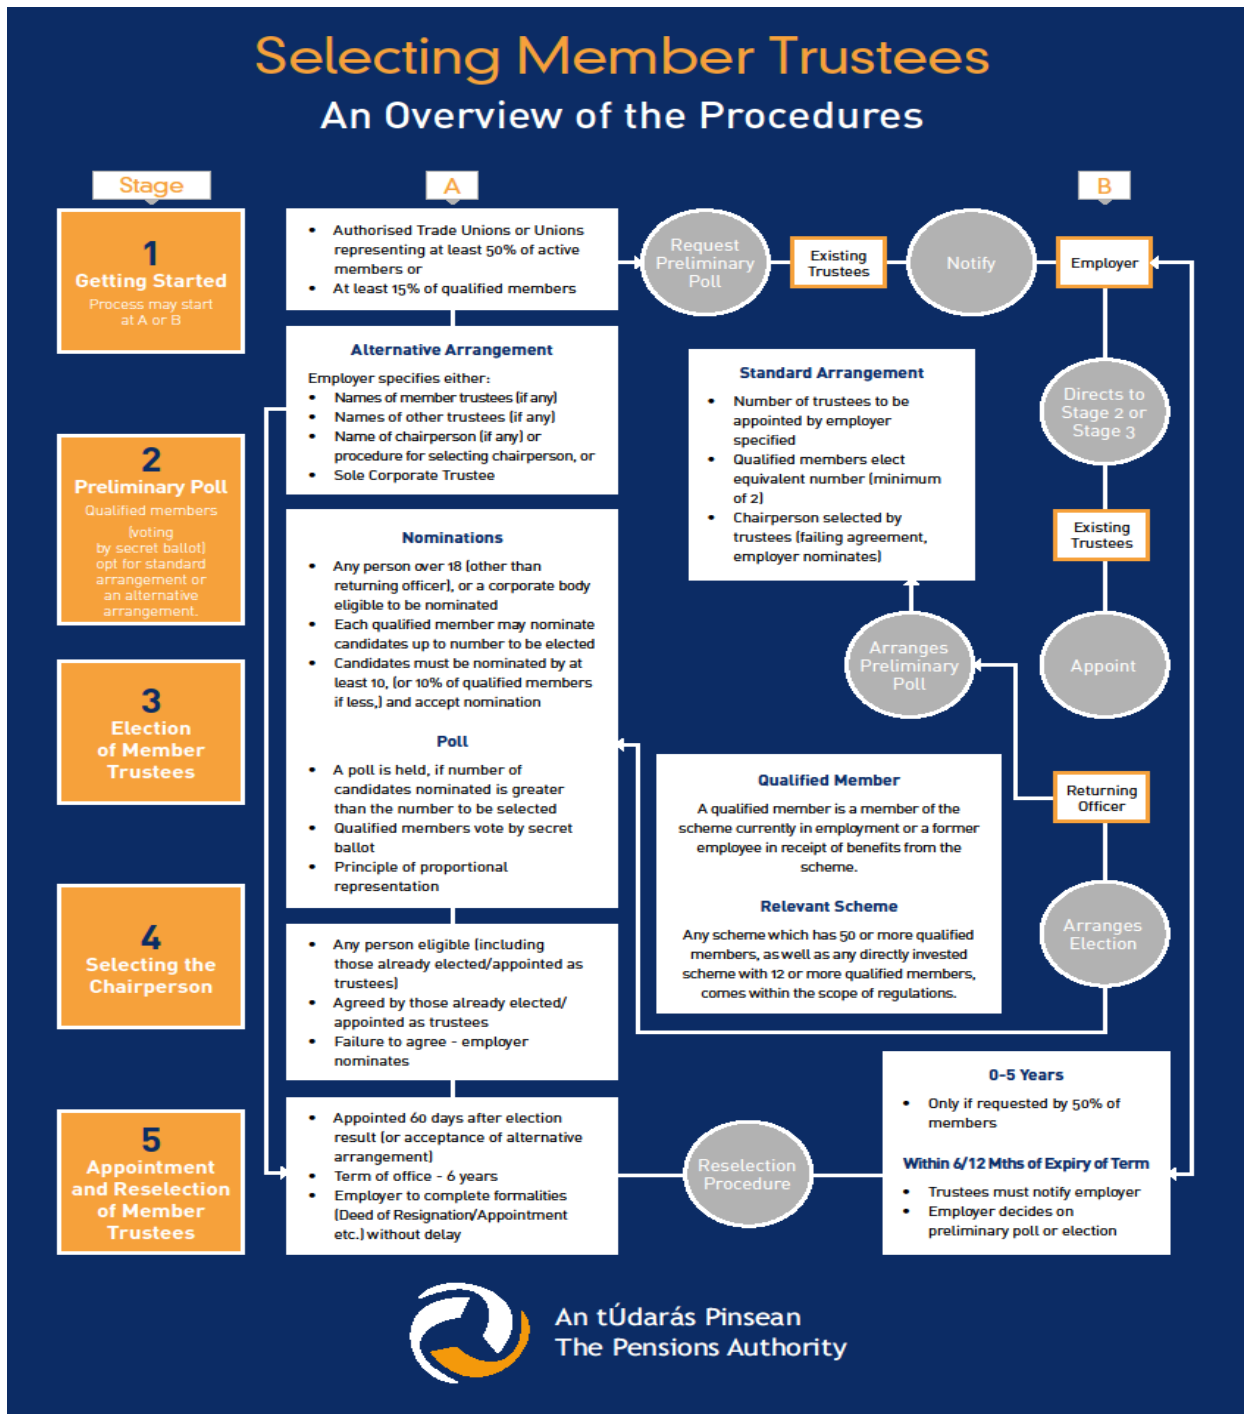 Selecting Member Trustees
An Overview of the Procedures
Stage
A
B
1
Getting Started
Process may start
at A or B
• Authorised Trade Unions or Unions
representing at least 50% of active
members or
• At least 15% of qualified members
Request
Preliminary
Poll
Existing
Trustees
Notify
Employer
Alternative Arrangement
Employer specifies either:
• Names of member trustees (if any)
• Names of other trustees (if any)
• Name of chairperson (if any) or
procedure for selecting chairperson, or
• Sole Corporate Trustee
Standard Arrangement
• Number of trustees to be
appointed by employer
specified
• Qualified members elect
equivalent number (minimum
of 2)
• Chairperson selected by
trustees (failing agreement,
employer nominates)
Directs to
Stage 2 or
Stage 3
2
Preliminary Poll
Qualified members
(voting
by secret ballot)
opt for standard
arrangement or
an alternative
arrangement.
Existing
Trustees
Nominations
• Any person over 18 (other than
returning officer), or a corporate body
eligible to be nominated
• Each qualified member may nominate
candidates up to number to be elected
• Candidates must be nominated by at
least 10, (or 10% of qualified members
if less,) and accept nomination
Poll
• A poll is held, if number of
candidates nominated is greater
than the number to be selected
• Qualified members vote by secret
ballot
• Principle of proportional
representation
Arranges
Preliminary
Poll
Appoint
3
Election
of Member
Trustees
Qualified Member
A qualified member is a member of the
scheme currently in employment or a former
employee in receipt of benefits from the
scheme.
Relevant Scheme
Any scheme which has 50 or more qualified
members, as well as any directly invested
scheme with 12 or more qualified members,
comes within the scope of regulations.
Returning
Officer
Arranges
Election
4
Selecting the
Chairperson
• Any person eligible (including
those already elected/appointed as
trustees)
• Agreed by those already elected/
appointed as trustees
• Failure to agree - employer
nominates
5
Appointment
and Reselection
of Member
Trustees
• Appointed 60 days after election
result (or acceptance of alternative
arrangement)
• Term of office - 6 years
• Employer to complete formalities
(Deed of Resignation/Appointment
etc.) without delay
Reselection
Procedure
0-5 Years
• Only if requested by 50% of
members
Within 6/12 Mths of Expiry of Term
• Trustees must notify employer
• Employer decides on
preliminary poll or election
An tÚdarás Pinsean
The Pensions Authority